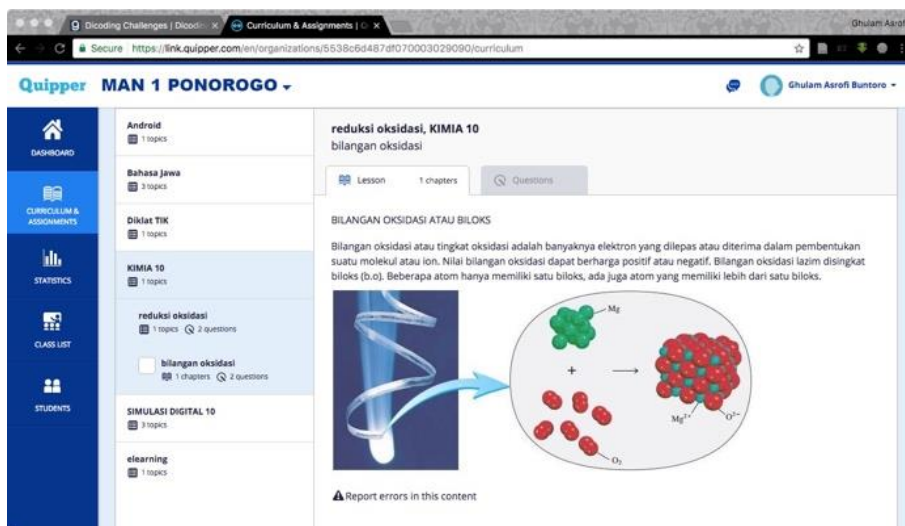 Dicoding Challenges | Dicodin
Curriculum & Assignments |
Ghulam Asrof
Secure https://link.quipper.com/en/organizations/5538c6d487df070003029090/curriculum
Quipper MAN 1 PONOROGO
Ghulam Asrofi Buntoro
DASHBOARD
CURRICULUM &
ASSIGNMENTS
STATISTICS
CLASS LIST
STUDENTS
Android
1 topics
Bahasa Jawa
3 topics
Diklat TIK
1 topics
KIMIA 10
1 topics
reduksi oksidasi
1 topics 2 questions
bilangan oksidasi
1 chapters 2 questions
SIMULASI DIGITAL 10
3 topics
elearning
1 topics
reduksi oksidasi, KIMIA 10
bilangan oksidasi
Lesson 1 chapters
Questions
BILANGAN OKSIDASI ATAU BILOKS
Bilangan oksidasi atau tingkat oksidasi adalah banyaknya elektron yang dilepas atau diterima dalam pembentukan
suatu molekul atau ion. Nilai bilangan oksidasi dapat berharga positif atau negatif. Bilangan oksidasi lazim disingkat
biloks (b.o). Beberapa atom hanya memiliki satu biloks, ada juga atom yang memiliki lebih dari satu biloks.
Mg
+
Mg²⁺
O²⁻
O₂
Report errors in this content